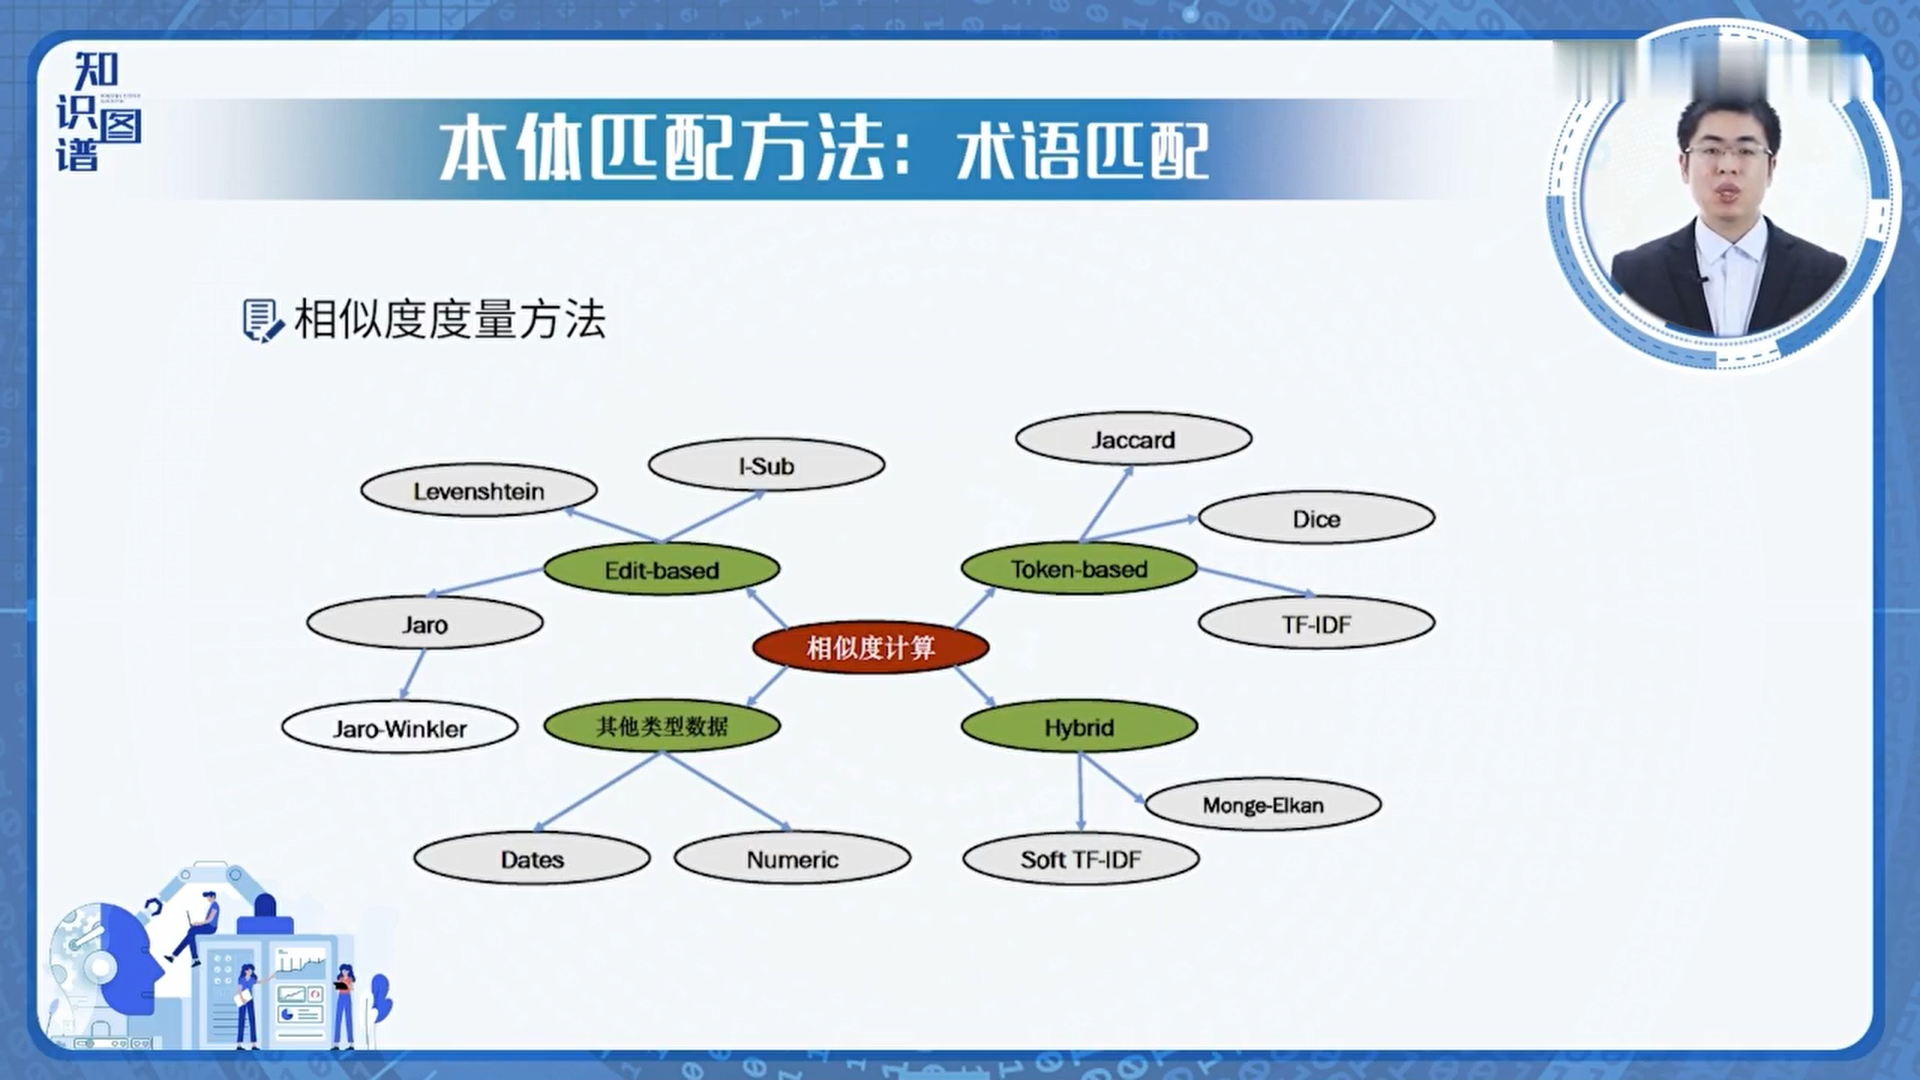 知识图谱
本体匹配方法：术语匹配
相似度度量方法
Jaccard
I-Sub
Levenshtein
Dice
Edit-based
Token-based
Jaro
TF-IDF
相似度计算
Jaro-Winkler
其他类型数据
Hybrid
Monge-Elkan
Dates
Numeric
Soft TF-IDF